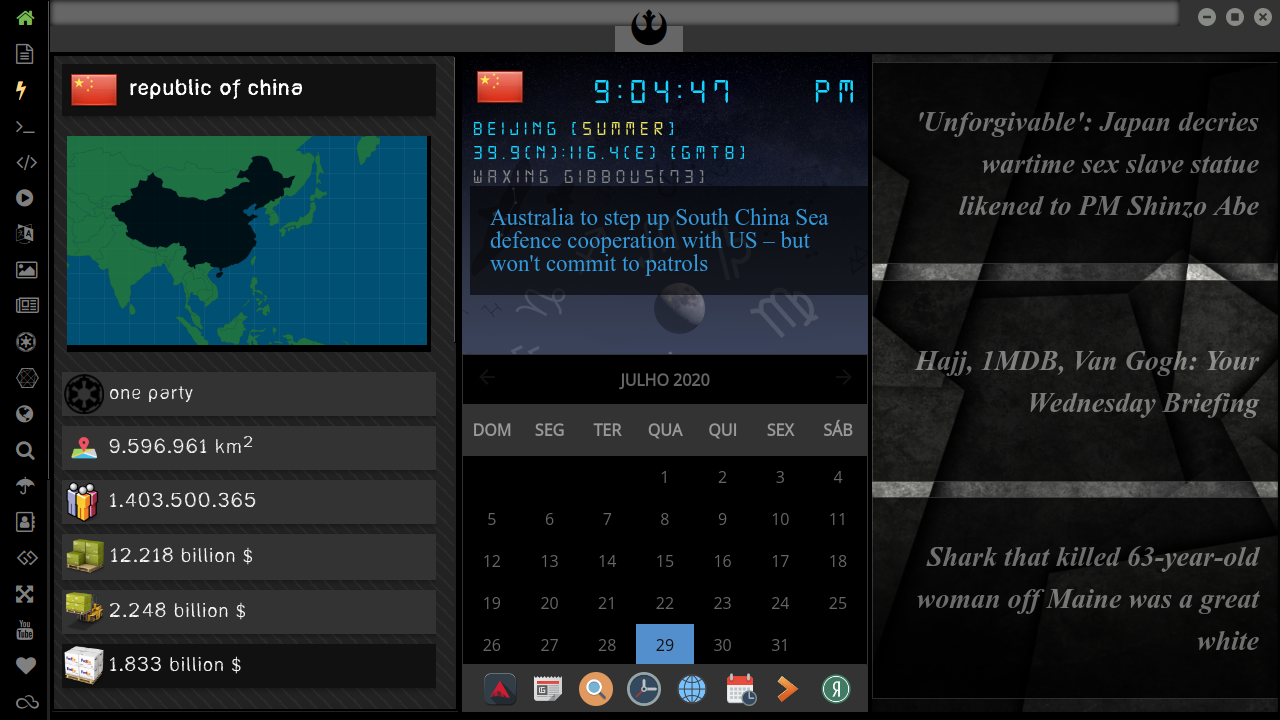 republic of china
one party
9.596.961 km2
1.403.500.365
12.218 billion $
2.248 billion $
1.833 billion $
9:04:47 PM
BEIJING (SUMMER)
39.9(N):116.4(E) (GMT8)
WAXING GIBBOUS(73)
Australia to step up South China Sea
defence cooperation with US – but
won't commit to patrols
JULHO 2020
DOM SEG TER QUA QUI SEX SÁB
1 2 3 4
5 6 7 8 9 10 11
12 13 14 15 16 17 18
19 20 21 22 23 24 25
26 27 28 29 30 31
'Unforgivable': Japan decries
wartime sex slave statue
likened to PM Shinzo Abe
Hajj, 1MDB, Van Gogh: Your
Wednesday Briefing
Shark that killed 63-year-old
woman off Maine was a great
white
You
Tube
Я